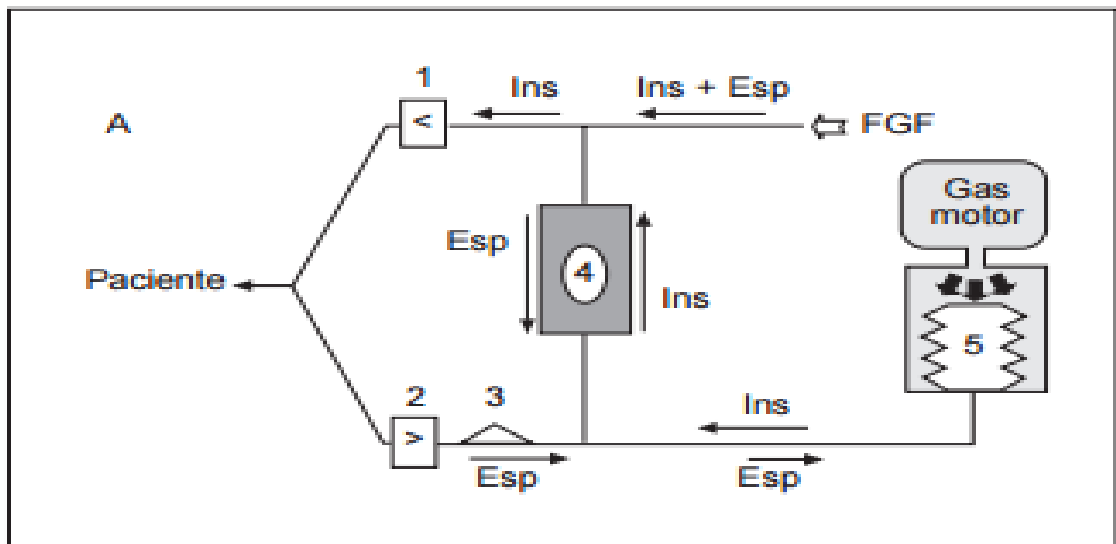 1
Ins
Ins + Esp
A
<
FGF
Gas
motor
Esp
4
Paciente
Ins
5
2
3
Ins
>
Esp
Esp